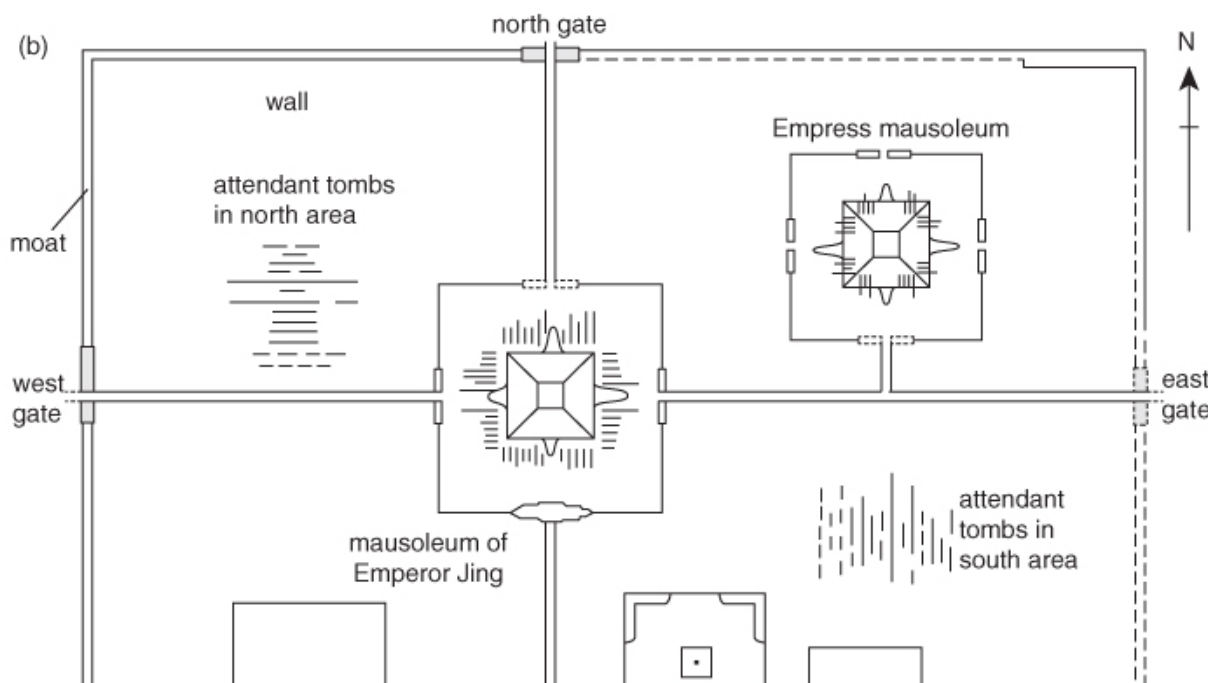 (b)
north gate
N
wall
Empress mausoleum
attendant tombs
in north area
moat
west
gate
east
gate
attendant
tombs in
south area
mausoleum of
Emperor Jing